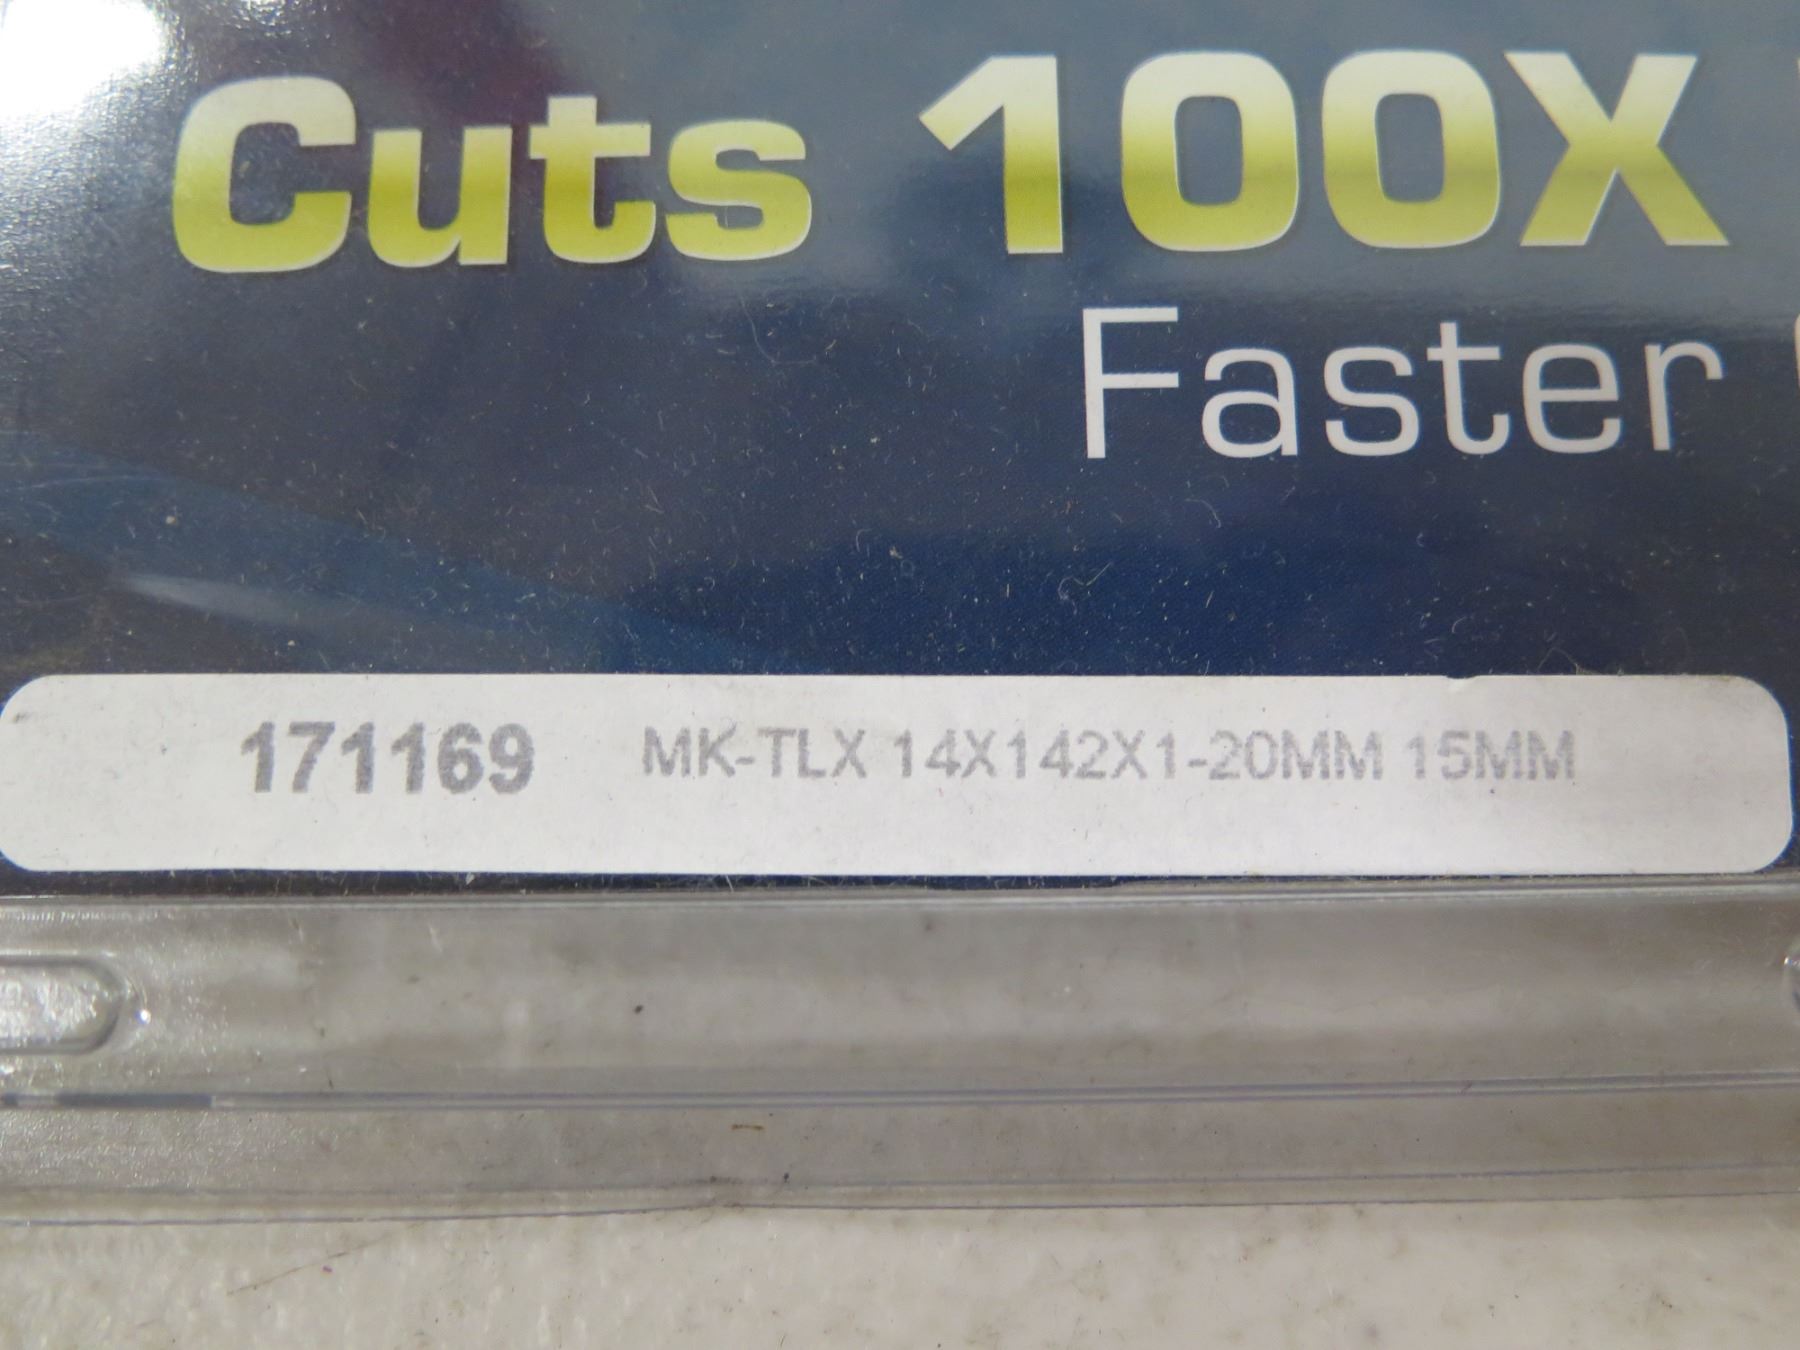 Cuts 100X
Faster
171169 MK-TLX 14X142X1-20MM 15MM